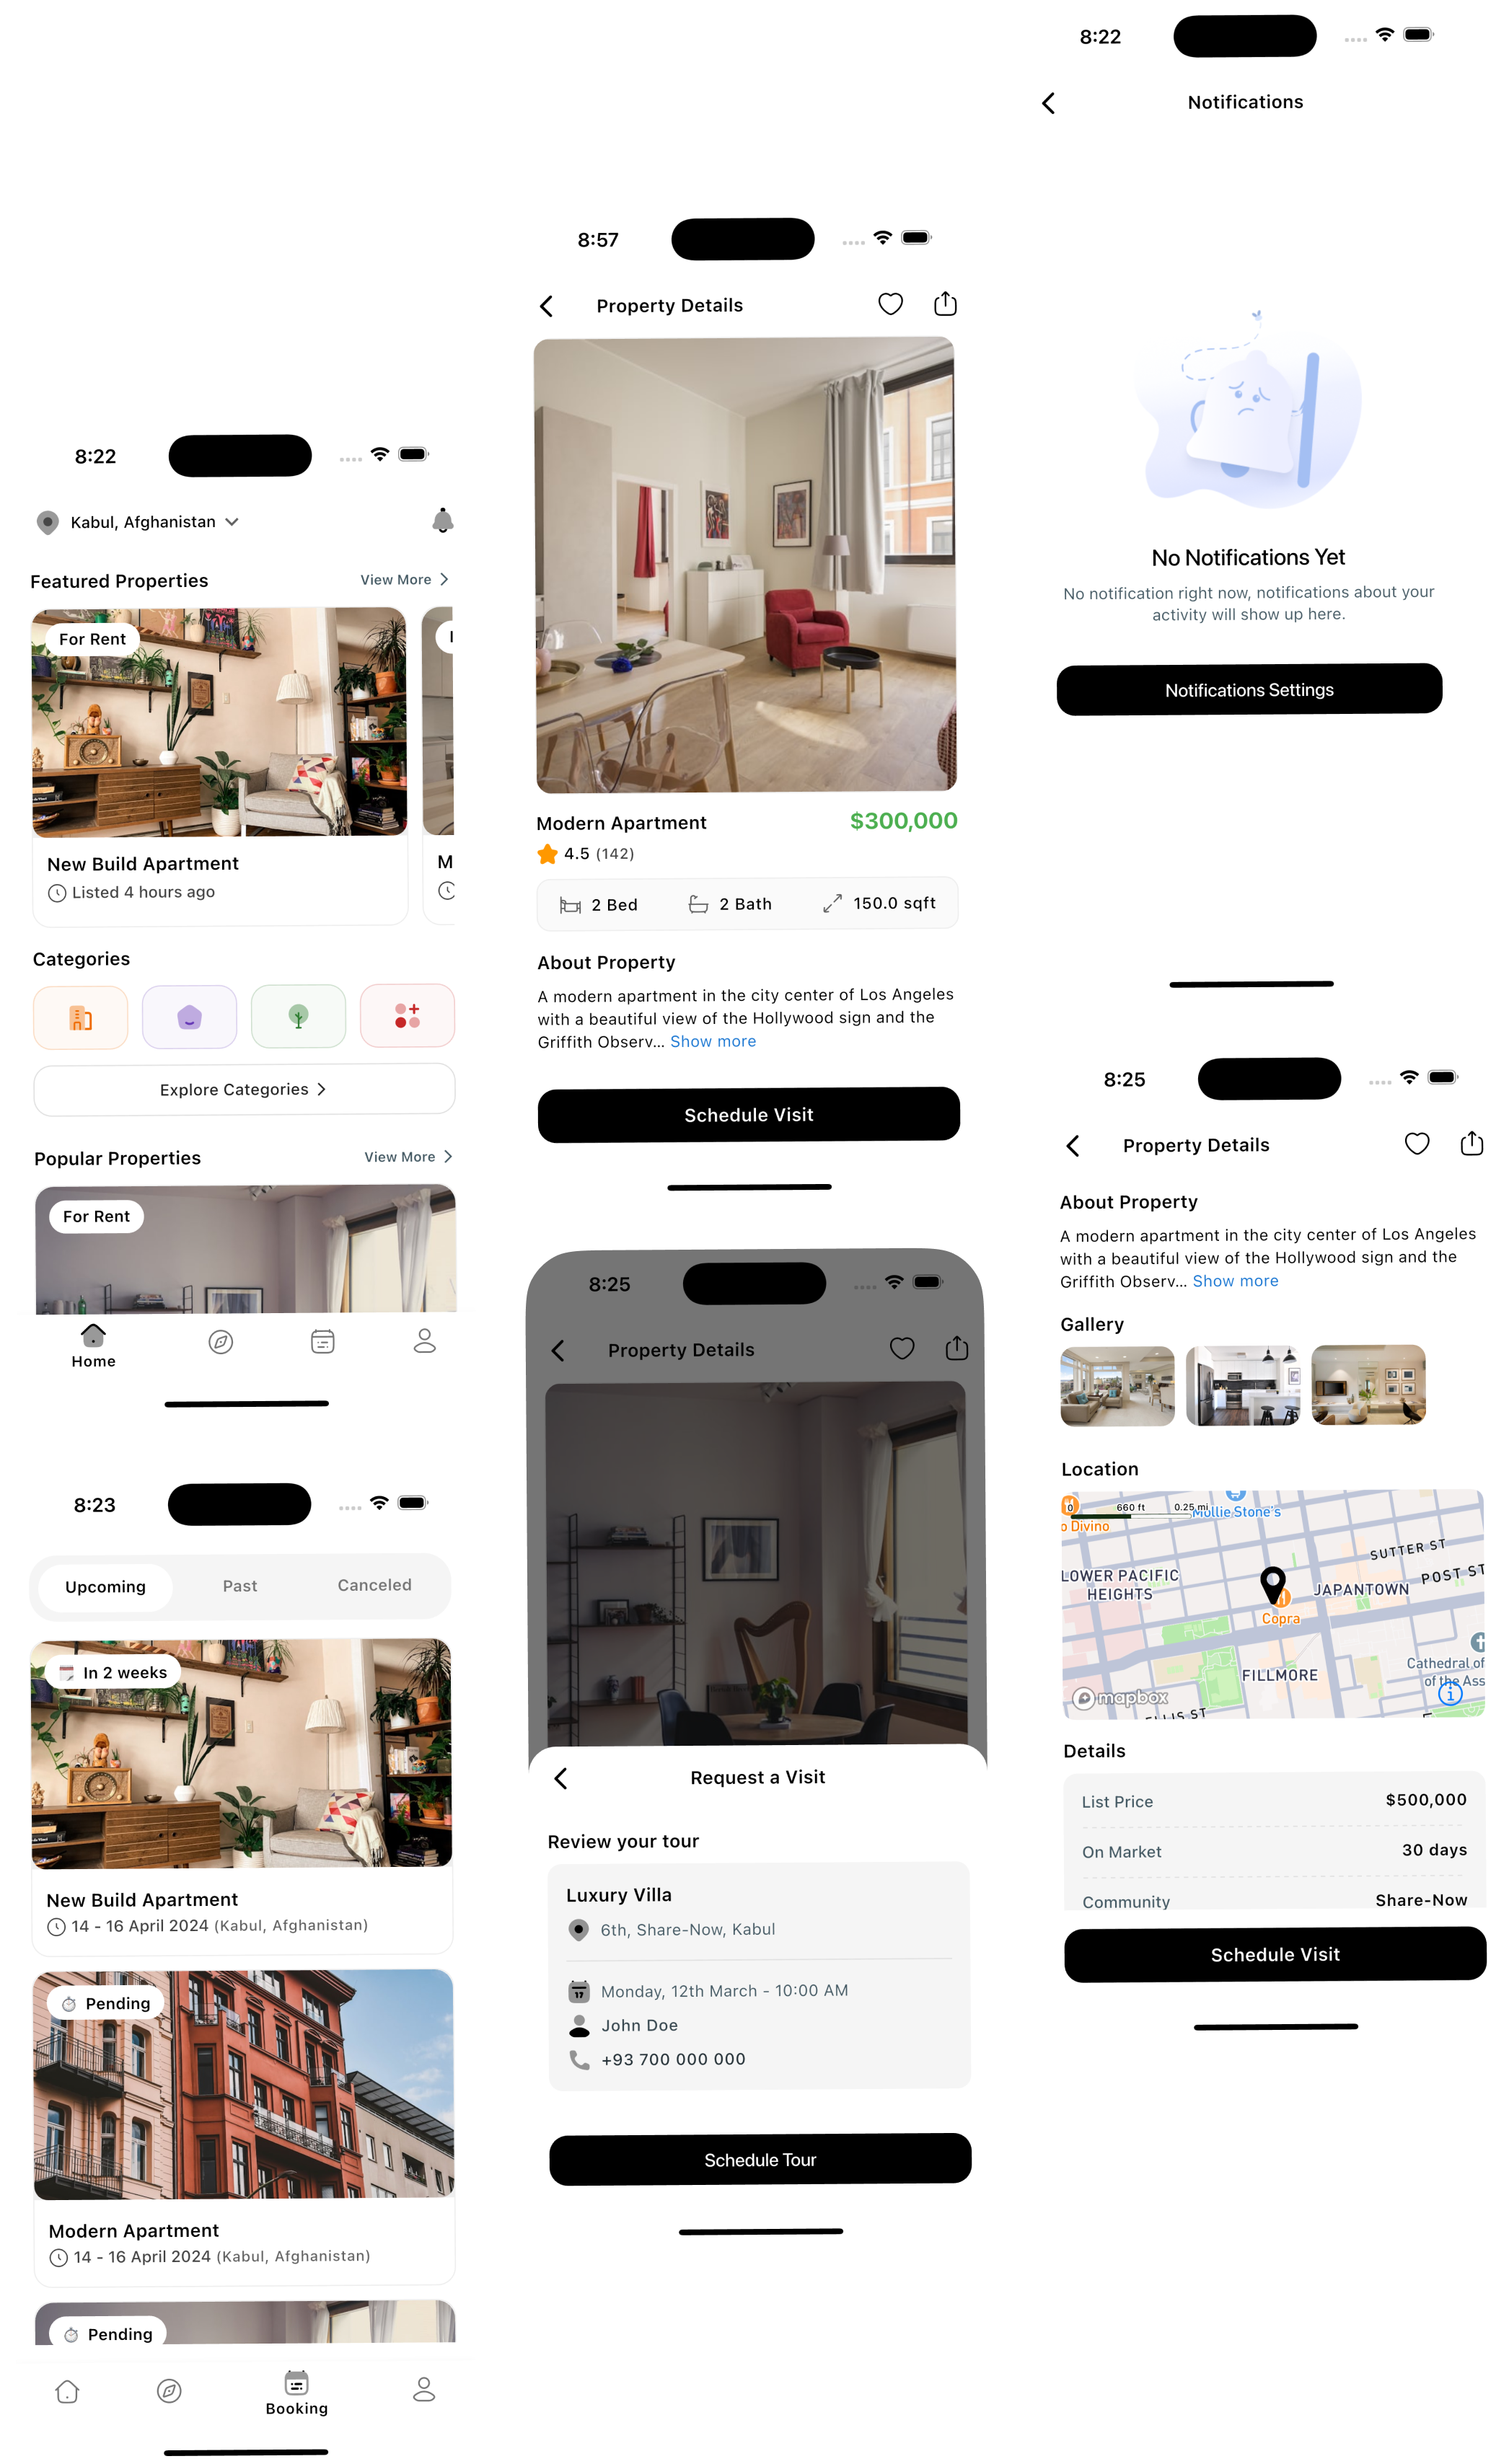 8:22
Kabul, Afghanistan
Featured Properties
View More
For Rent
New Build Apartment
Listed 4 hours ago
M
Categories
Explore Categories
Popular Properties
View More
For Rent
Home
8:23
Upcoming
Past
Canceled
In 2 weeks
New Build Apartment
14 - 16 April 2024 (Kabul, Afghanistan)
Pending
Modern Apartment
14 - 16 April 2024 (Kabul, Afghanistan)
Pending
Booking
8:57
Property Details
Modern Apartment
$300,000
4.5 (142)
2 Bed
2 Bath
150.0 sqft
About Property
A modern apartment in the city center of Los Angeles
with a beautiful view of the Hollywood sign and the
Griffith Observ... Show more
Schedule Visit
8:25
Property Details
Request a Visit
Review your tour
Luxury Villa
6th, Share-Now, Kabul
17
Monday, 12th March - 10:00 AM
John Doe
+93 700 000 000
Schedule Tour
8:22
Notifications
No Notifications Yet
No notification right now, notifications about your
activity will show up here.
Notifications Settings
8:25
Property Details
About Property
A modern apartment in the city center of Los Angeles
with a beautiful view of the Hollywood sign and the
Griffith Observ... Show more
Gallery
Location
0
660 ft
0.25 mi
Mollie Stone's
o Divino
SUTTER ST
POST ST
LOWER PACIFIC
HEIGHTS
JAPANTOWN
Copra
FILLMORE
Cathedral of
of the Ass
mapbox
ELLIS ST
Details
List Price
$500,000
On Market
30 days
Community
Share-Now
Schedule Visit